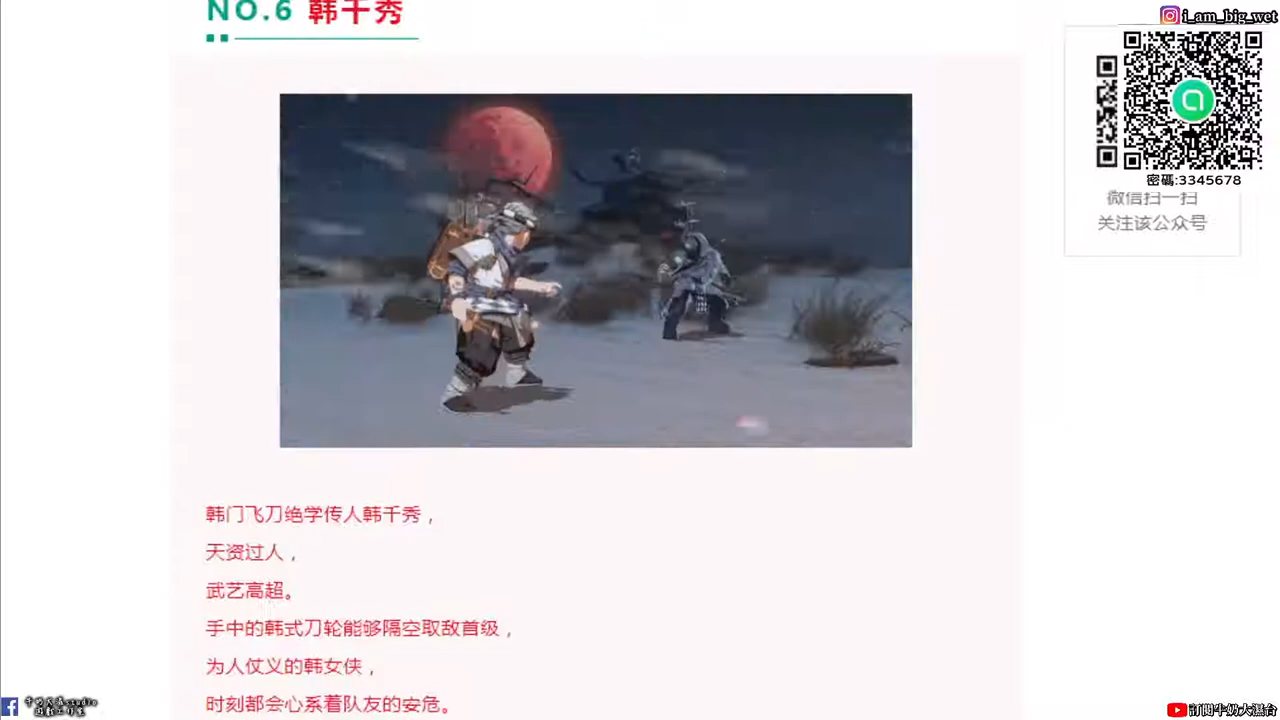 NO.6 韩千秀
i_am_big_wet
密碼:3345678
微信扫一扫
关注该公众号
韩门飞刀绝学传人韩千秀，
天资过人，
武艺高超。
手中的韩式刀轮能够隔空取敌首级，
为人仗义的韩女侠，
时刻都会心系着队友的安危。
訂閱牛奶大濕台